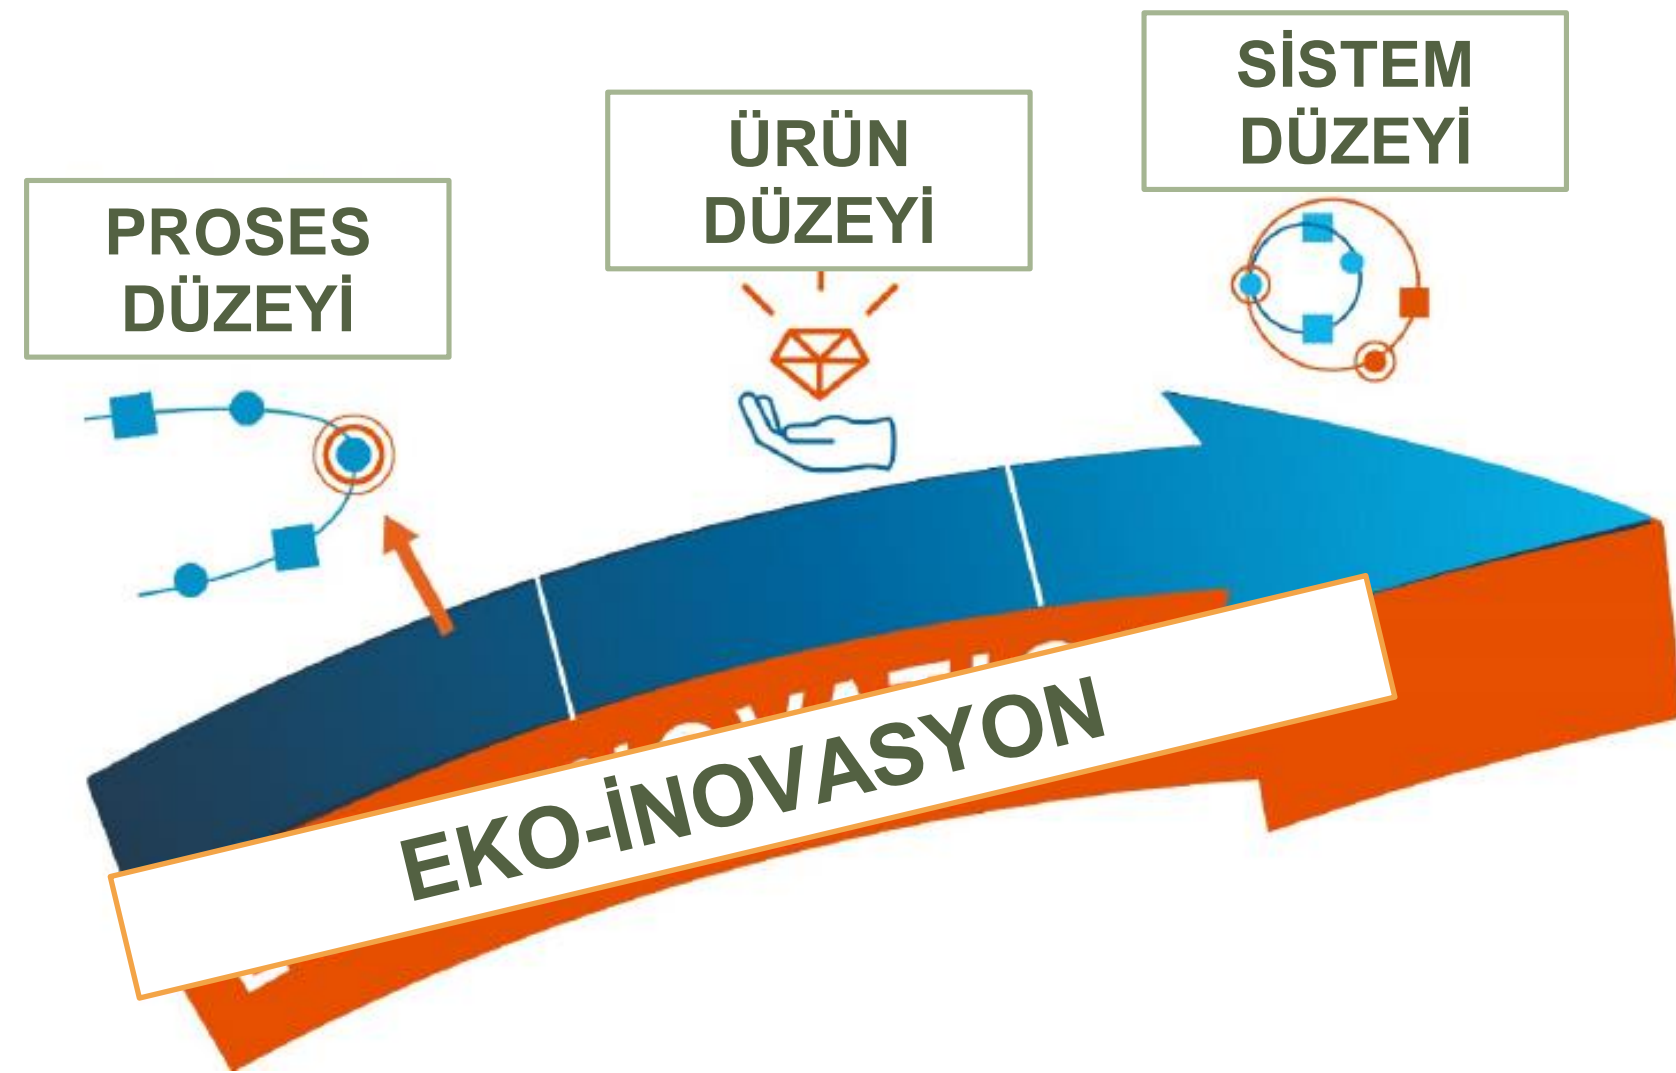 PROSES
DÜZEYİ
ÜRÜN
DÜZEYİ
SİSTEM
DÜZEYİ
EKO-İNOVASYON